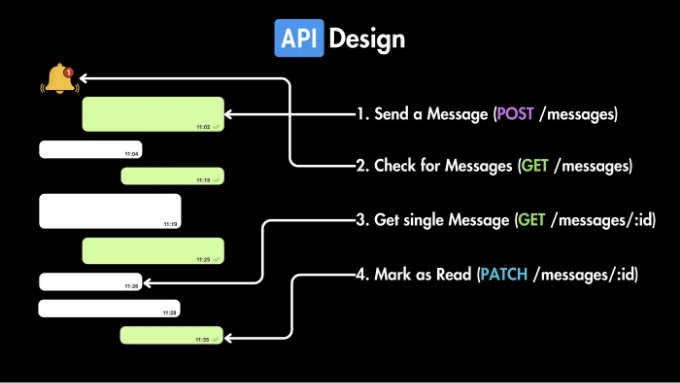 API Design
1
11:02
1. Send a Message (POST /messages)
11:04
2. Check for Messages (GET /messages)
11:15
11:19
3. Get single Message (GET /messages/:id)
11:25
11:28
4. Mark as Read (PATCH /messages/:id)
11:28
11:35